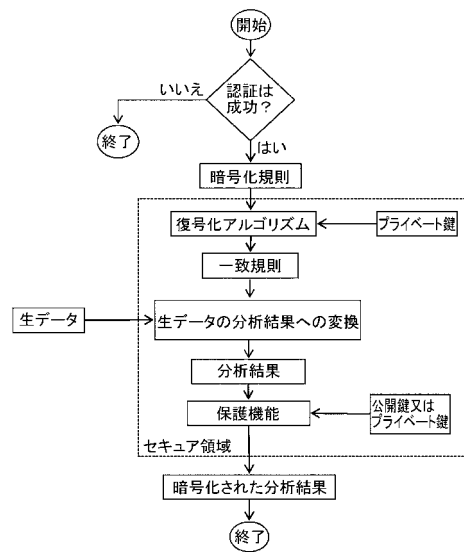 開始
認証は
成功？
いいえ
終了
はい
暗号化規則
復号化アルゴリズム
プライベート鍵
一致規則
生データ
生データの分析結果への変換
分析結果
保護機能
公開鍵又は
プライベート鍵
セキュア領域
暗号化された分析結果
終了